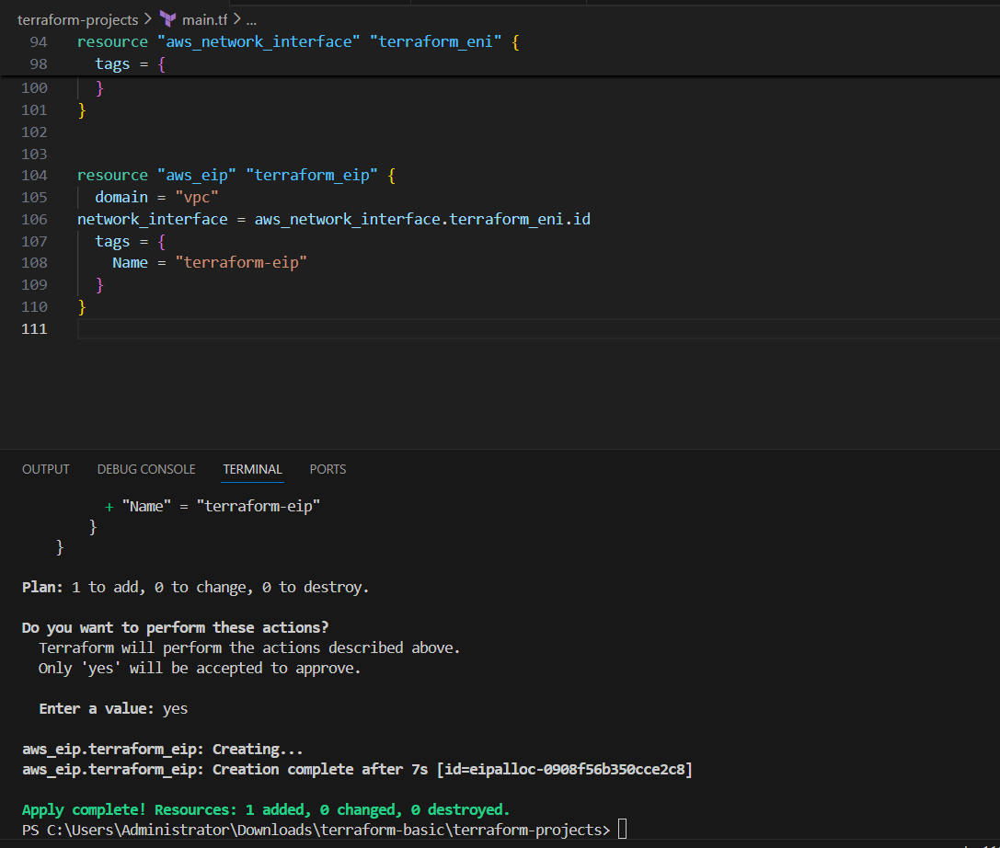 terraform-projects > main.tf > ...
94 resource "aws_network_interface" "terraform_eni" {
98 tags = {
100 }
101 }
102
103
104 resource "aws_eip" "terraform_eip" {
105 domain = "vpc"
106 network_interface = aws_network_interface.terraform_eni.id
107 tags = {
108 Name = "terraform-eip"
109 }
110 }
111
OUTPUT DEBUG CONSOLE TERMINAL PORTS
+ "Name" = "terraform-eip"
}
}
Plan: 1 to add, 0 to change, 0 to destroy.
Do you want to perform these actions?
Terraform will perform the actions described above.
Only 'yes' will be accepted to approve.
Enter a value: yes
aws_eip.terraform_eip: Creating...
aws_eip.terraform_eip: Creation complete after 7s [id=eipalloc-0908f56b350cce2c8]
Apply complete! Resources: 1 added, 0 changed, 0 destroyed.
PS C:\Users\Administrator\Downloads\terraform-basic\terraform-projects>